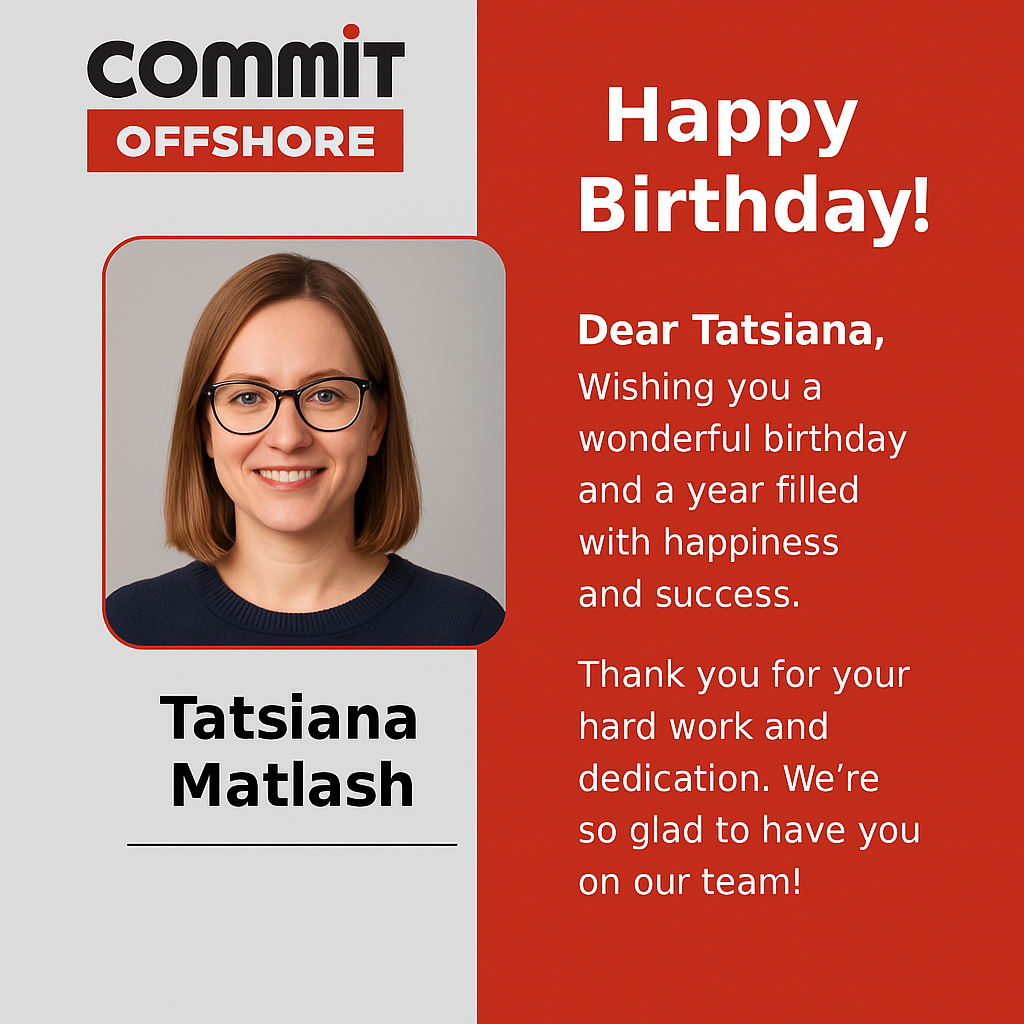 commit
OFFSHORE
Tatsiana
Matlash
Happy
Birthday!
Dear Tatsiana,
Wishing you a
wonderful birthday
and a year filled
with happiness
and success.
Thank you for your
hard work and
dedication. We’re
so glad to have you
on our team!